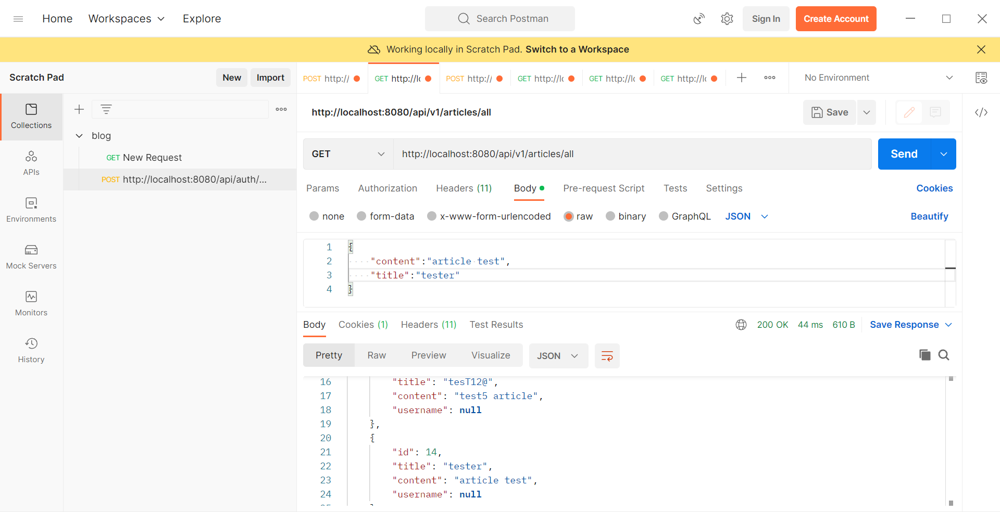 Home Workspaces Explore Search Postman Sign In Create Account
Working locally in Scratch Pad. Switch to a Workspace
Scratch Pad New Import
POST http:// GET http://lo POST http:// GET http://lo GET http://lo GET http://lo No Environment
Collections
APIs
Environments
Mock Servers
Monitors
History
blog
GET New Request
POST http://localhost:8080/api/auth/...
http://localhost:8080/api/v1/articles/all Save
GET http://localhost:8080/api/v1/articles/all Send
Params Authorization Headers (11) Body Pre-request Script Tests Settings Cookies
none form-data x-www-form-urlencoded raw binary GraphQL JSON Beautify
1 {
2 "content":"article test",
3 "title":"tester"
4 }
Body Cookies (1) Headers (11) Test Results 200 OK 44 ms 610 B Save Response
Pretty Raw Preview Visualize JSON
16 "title": "tesT12@",
17 "content": "test5 article",
18 "username": null
19 },
20 {
21 "id": 14,
22 "title": "tester",
23 "content": "article test",
24 "username": null